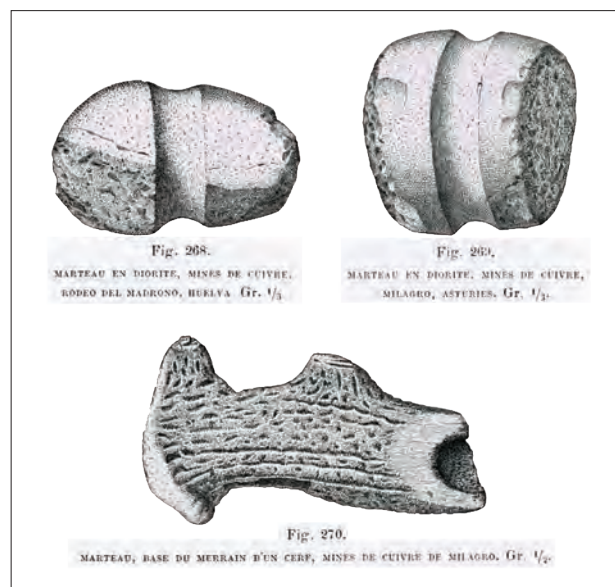 Fig. 268.
MARTEAU EN DIORITE, MINES DE CUIVRE,
RODEO DEL MADRONO, HUELVA Gr. 1/3
Fig. 269.
MARTEAU EN DIORITE, MINES DE CUIVRE,
MILAGRO, ASTURIES. Gr. 1/3.
Fig. 270.
MARTEAU, BASE DU MERRAIN D'UN CERF, MINES DE CUIVRE DE MILAGRO. Gr. 1/2.